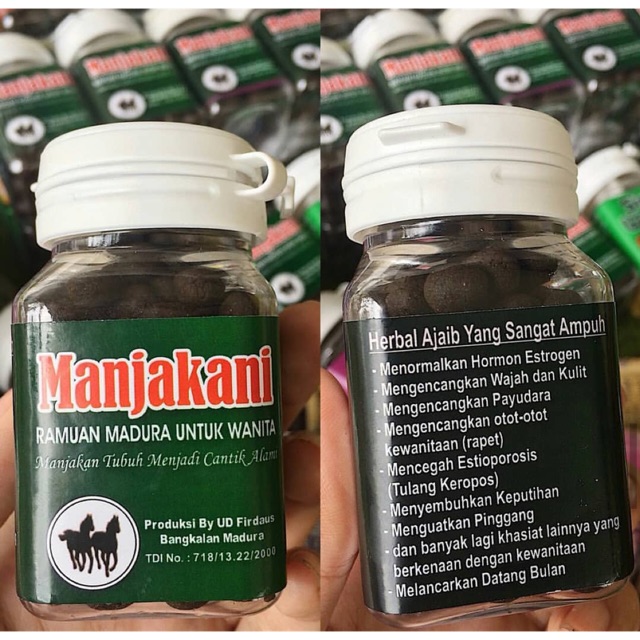 Manjakani
RAMUAN MADURA UNTUK WANITA
Manjakan Tubuh Menjadi Cantik Alami
Produksi By UD Firdaus
Bangkalan Madura
TDI No. : 718/13.22/2000
Herbal Ajaib Yang Sangat Ampuh
- Menormalkan Hormon Estrogen
- Mengencangkan Wajah dan Kulit
- Mengencangkan Payudara
- Mengencangkan otot-otot
kewanitaan (rapet)
- Mencegah Estioporosis
(Tulang Keropos)
- Menyembuhkan Keputihan
- Menguatkan Pinggang
- dan banyak lagi khasiat lainnya yang
berkenaan dengan kewanitaan
- Melancarkan Datang Bulan
Manjakani
Manjakani